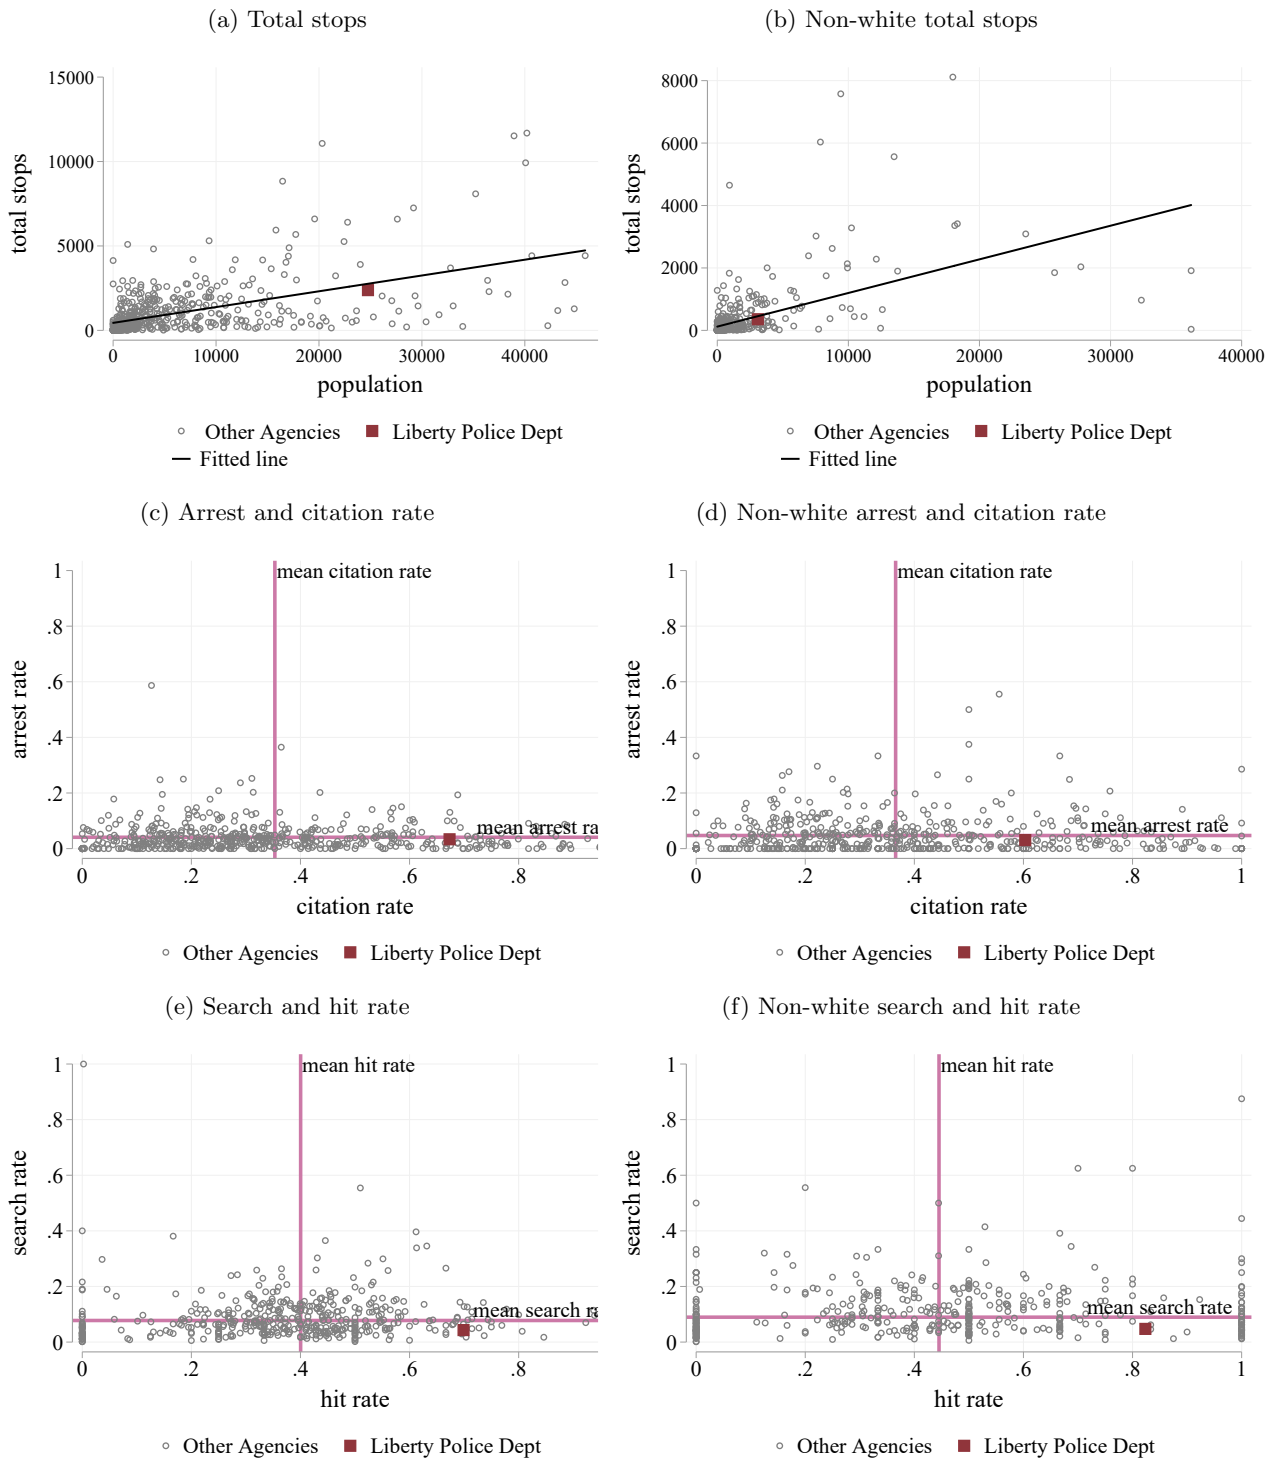 (a) Total stops
(b) Non-white total stops
total stops
15000
10000
5000
0
0 10000 20000 30000 40000
population
Other Agencies Liberty Police Dept
Fitted line
total stops
8000
6000
4000
2000
0
0 10000 20000 30000 40000
population
Other Agencies Liberty Police Dept
Fitted line
(c) Arrest and citation rate
(d) Non-white arrest and citation rate
mean citation rate
arrest rate
1
.8
.6
.4
.2
0
mean arrest ra
0 .2 .4 .6 .8
citation rate
Other Agencies Liberty Police Dept
mean citation rate
arrest rate
1
.8
.6
.4
.2
0
mean arrest rate
0 .2 .4 .6 .8 1
citation rate
Other Agencies Liberty Police Dept
(e) Search and hit rate
(f) Non-white search and hit rate
mean hit rate
search rate
1
.8
.6
.4
.2
0
mean search ra
0 .2 .4 .6 .8
hit rate
Other Agencies Liberty Police Dept
mean hit rate
search rate
1
.8
.6
.4
.2
0
mean search rate
0 .2 .4 .6 .8 1
hit rate
Other Agencies Liberty Police Dept